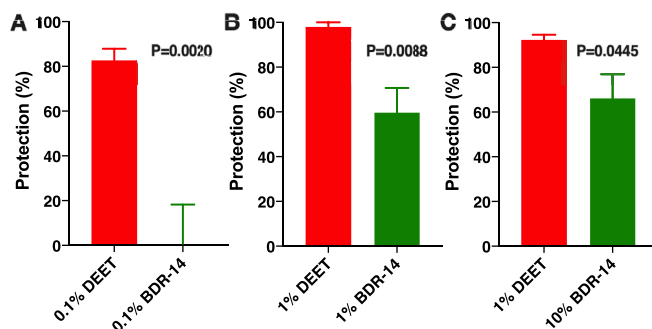 A
Protection (%)
100
80
60
40
20
0
P=0.0020
0.1% DEET
0.1% BDR-14
B
Protection (%)
100
80
60
40
20
0
P=0.0088
1% DEET
1% BDR-14
C
Protection (%)
100
80
60
40
20
0
P=0.0445
1% DEET
10% BDR-14